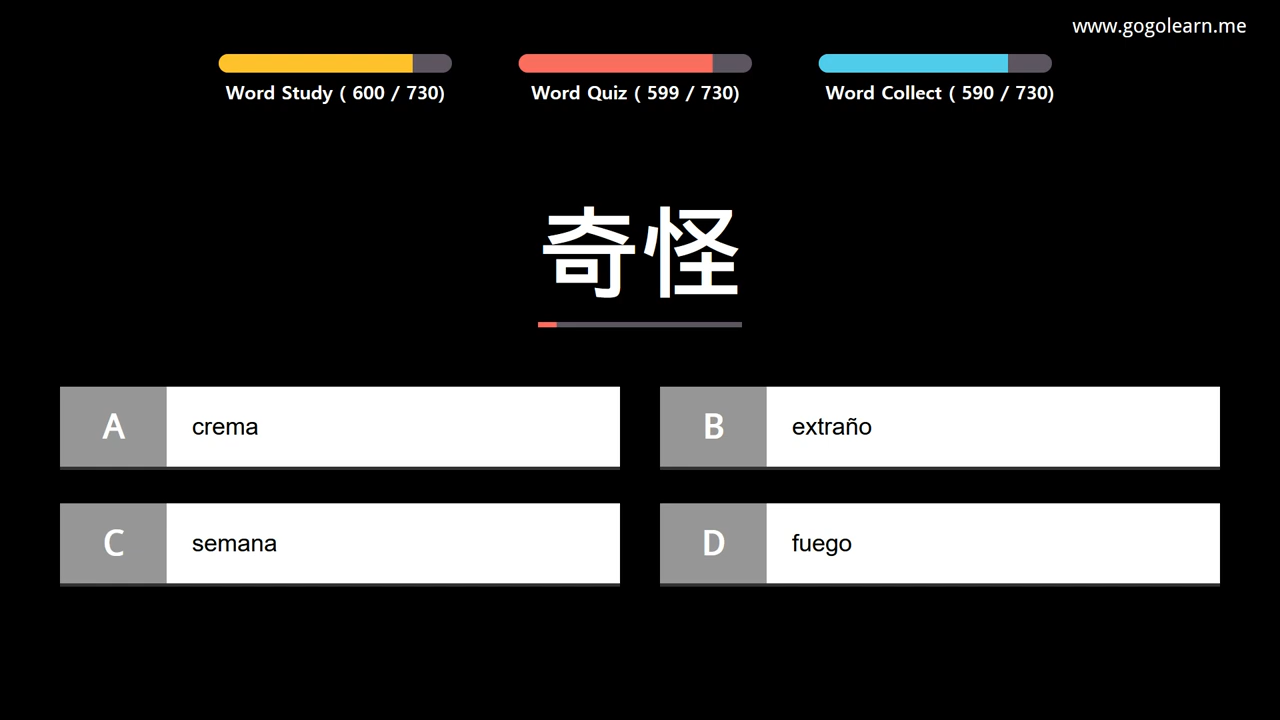 www.gogolearn.me
Word Study ( 600 / 730)
Word Quiz ( 599 / 730)
Word Collect ( 590 / 730)
奇怪
A crema
B extraño
C semana
D fuego